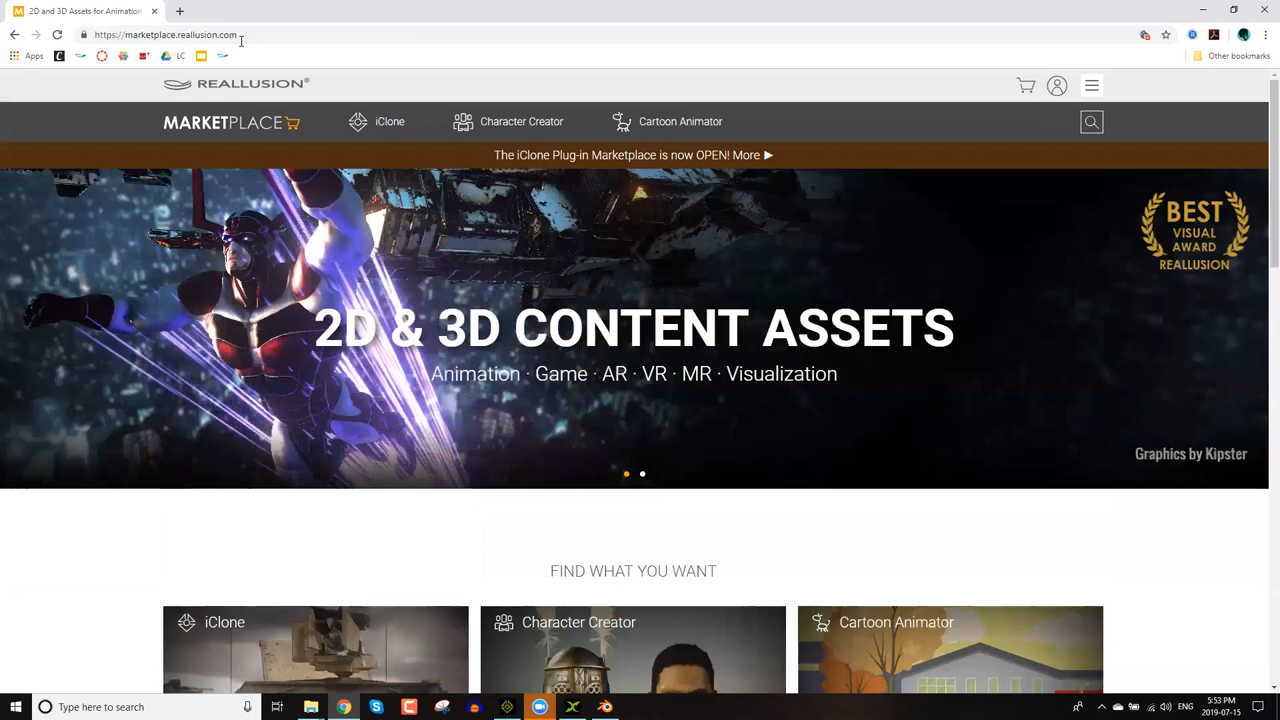 2D and 3D Assets for Animation
https://marketplace.reallusion.com
Apps
LC
Other bookmarks
REALLUSION®
MARKETPLACE
iClone
Character Creator
Cartoon Animator
The iClone Plug-in Marketplace is now OPEN! More ►
BEST
VISUAL
AWARD
REALLUSION
2D & 3D CONTENT ASSETS
Animation · Game · AR · VR · MR · Visualization
Graphics by Kipster
FIND WHAT YOU WANT
iClone
Character Creator
Cartoon Animator
Type here to search
ENG
5:53 PM
2019-07-15